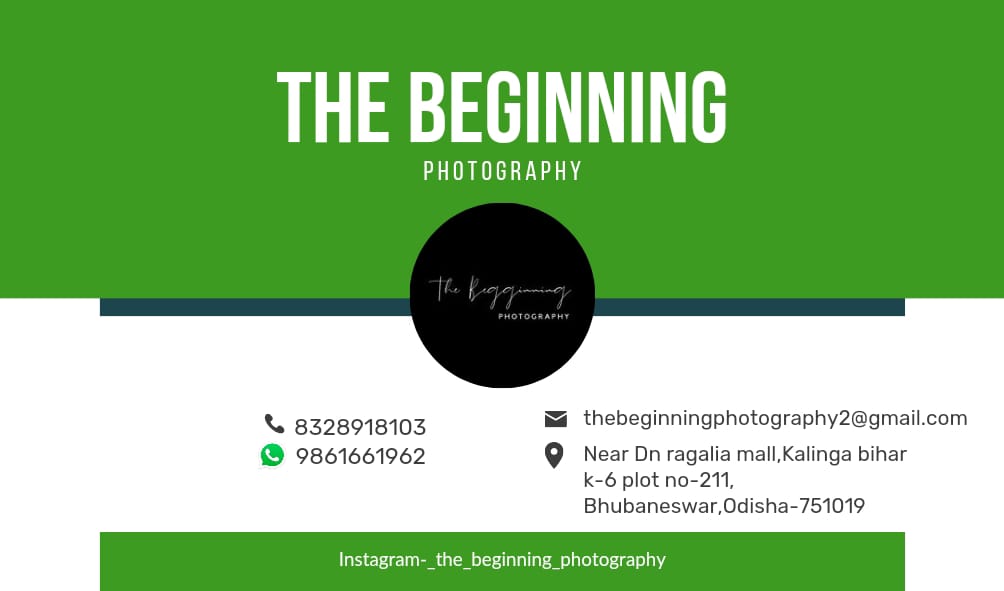 THE BEGINNING
PHOTOGRAPHY
The Begginning
PHOTOGRAPHY
8328918103
9861661962
thebeginningphotography2@gmail.com
Near Dn ragalia mall,Kalinga bihar
k-6 plot no-211,
Bhubaneswar,Odisha-751019
Instagram-_the_beginning_photography